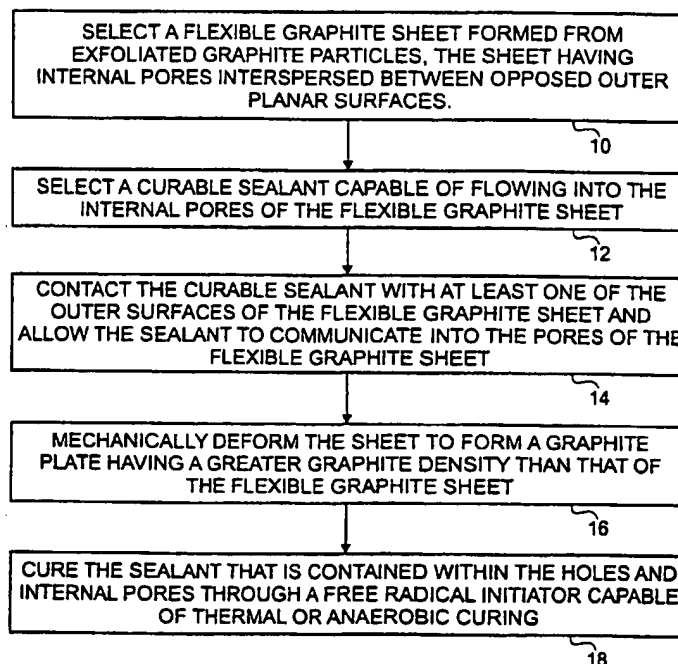 SELECT A FLEXIBLE GRAPHITE SHEET FORMED FROM
EXFOLIATED GRAPHITE PARTICLES, THE SHEET HAVING
INTERNAL PORES INTERSPERSED BETWEEN OPPOSED OUTER
PLANAR SURFACES.
10
SELECT A CURABLE SEALANT CAPABLE OF FLOWING INTO THE
INTERNAL PORES OF THE FLEXIBLE GRAPHITE SHEET
12
CONTACT THE CURABLE SEALANT WITH AT LEAST ONE OF THE
OUTER SURFACES OF THE FLEXIBLE GRAPHITE SHEET AND
ALLOW THE SEALANT TO COMMUNICATE INTO THE PORES OF THE
FLEXIBLE GRAPHITE SHEET
14
MECHANICALLY DEFORM THE SHEET TO FORM A GRAPHITE
PLATE HAVING A GREATER GRAPHITE DENSITY THAN THAT OF
THE FLEXIBLE GRAPHITE SHEET
16
CURE THE SEALANT THAT IS CONTAINED WITHIN THE HOLES AND
INTERNAL PORES THROUGH A FREE RADICAL INITIATOR CAPABLE
OF THERMAL OR ANAEROBIC CURING
18